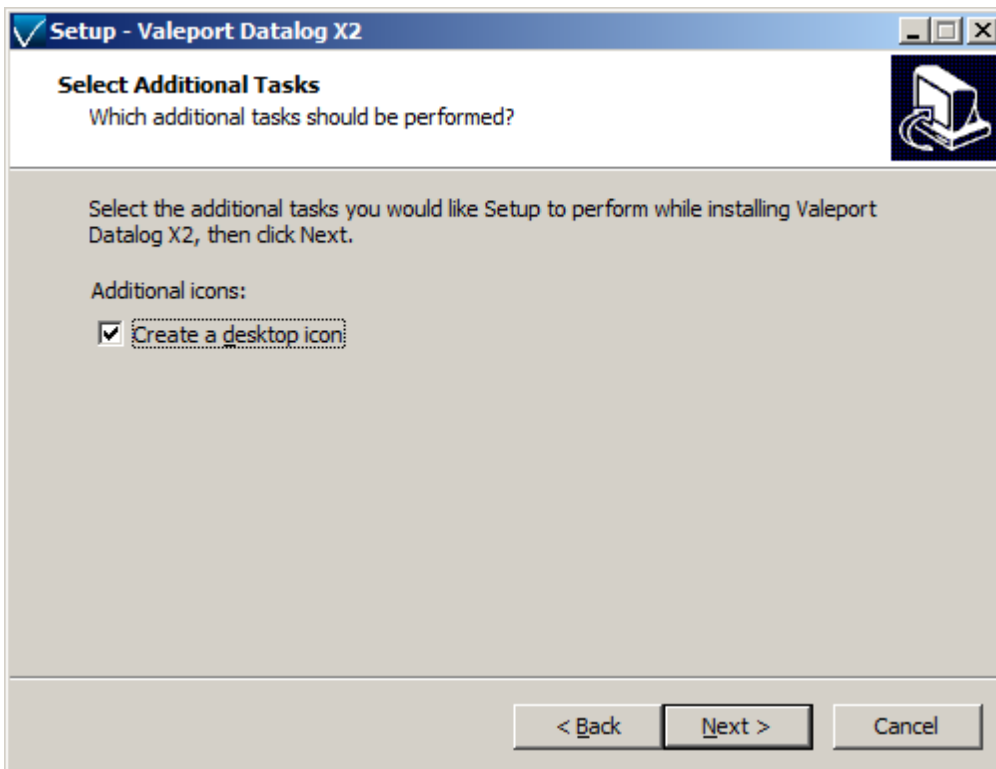 Setup - Valeport Datalog X2
Select Additional Tasks
Which additional tasks should be performed?
Select the additional tasks you would like Setup to perform while installing Valeport
Datalog X2, then click Next.
Additional icons:
Create a desktop icon
< Back
Next >
Cancel